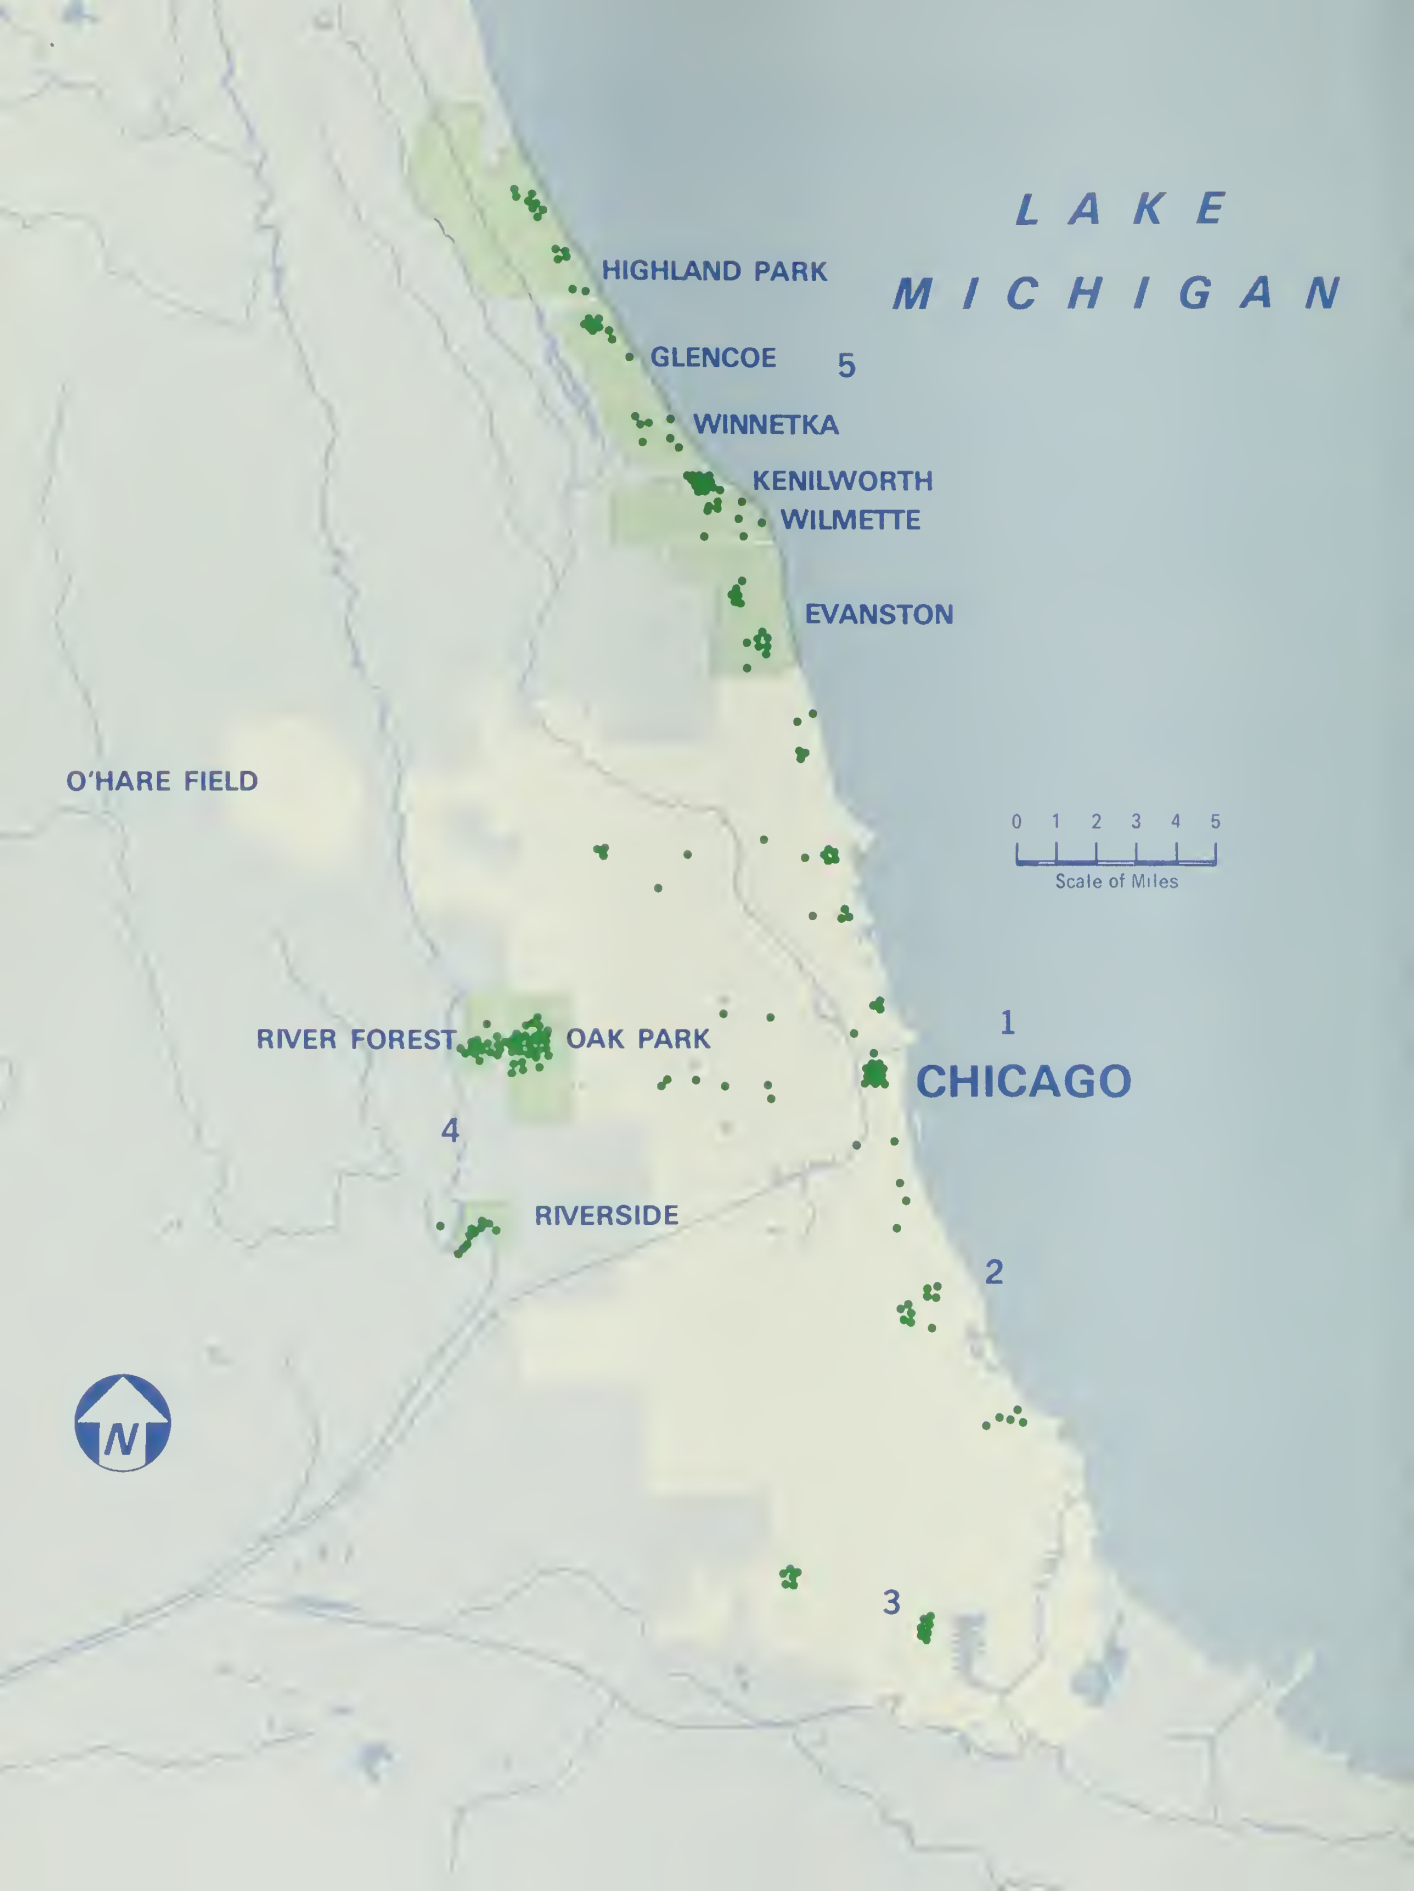 LAKE
MICHIGAN
HIGHLAND PARK
GLENCOE
5
WINNETKA
KENILWORTH
WILMETTE
EVANSTON
O'HARE FIELD
0 1 2 3 4 5
Scale of Miles
1
RIVER FOREST
OAK PARK
CHICAGO
4
RIVERSIDE
2
N
3